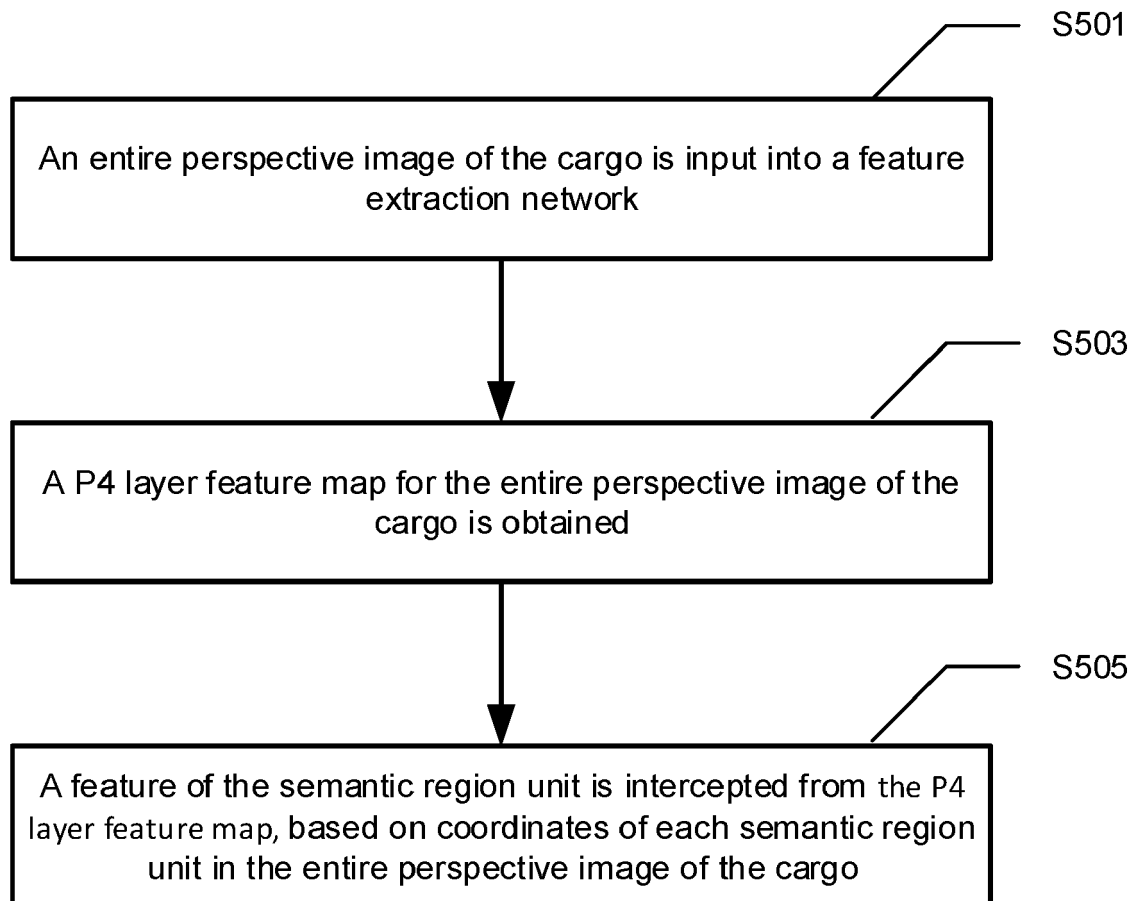 S501
An entire perspective image of the cargo is input into a feature
extraction network
S503
A P4 layer feature map for the entire perspective image of the
cargo is obtained
S505
A feature of the semantic region unit is intercepted from the P4
layer feature map, based on coordinates of each semantic region
unit in the entire perspective image of the cargo